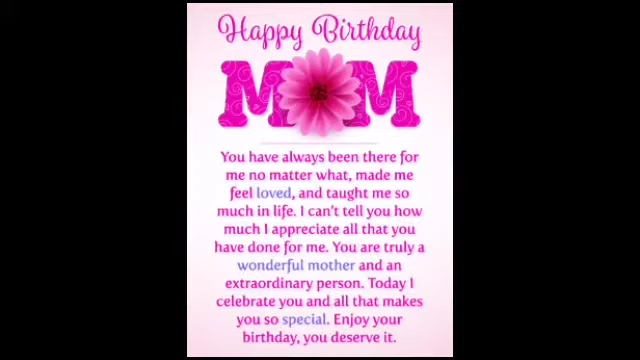 Happy Birthday
MOM
You have always been there for
me no matter what, made me
feel loved, and taught me so
much in life. I can't tell you how
much I appreciate all that you
have done for me. You are truly a
wonderful mother and an
extraordinary person. Today I
celebrate you and all that makes
you so special. Enjoy your
birthday, you deserve it.